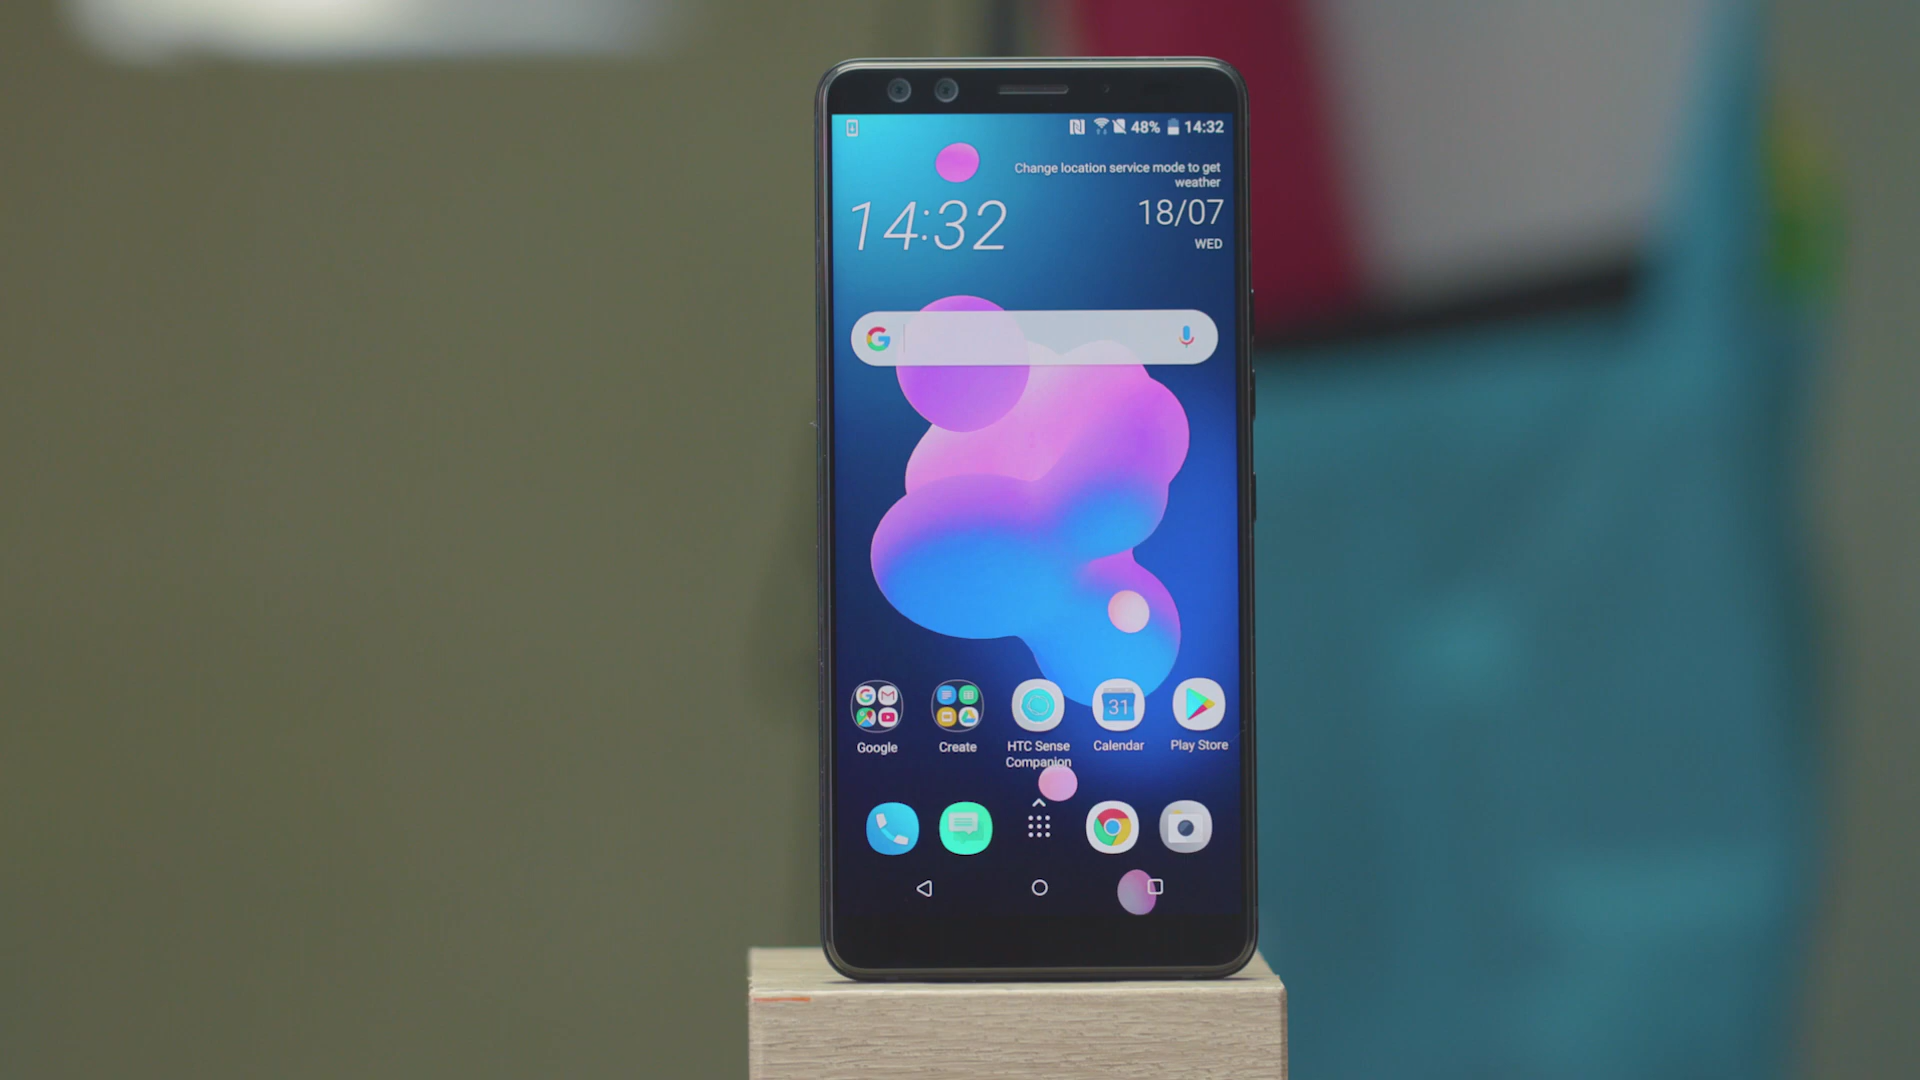 48% 14:32
Change location service mode to get
weather
14:32
18/07
WED
G
31
Google Create HTC Sense Calendar Play Store
Companion